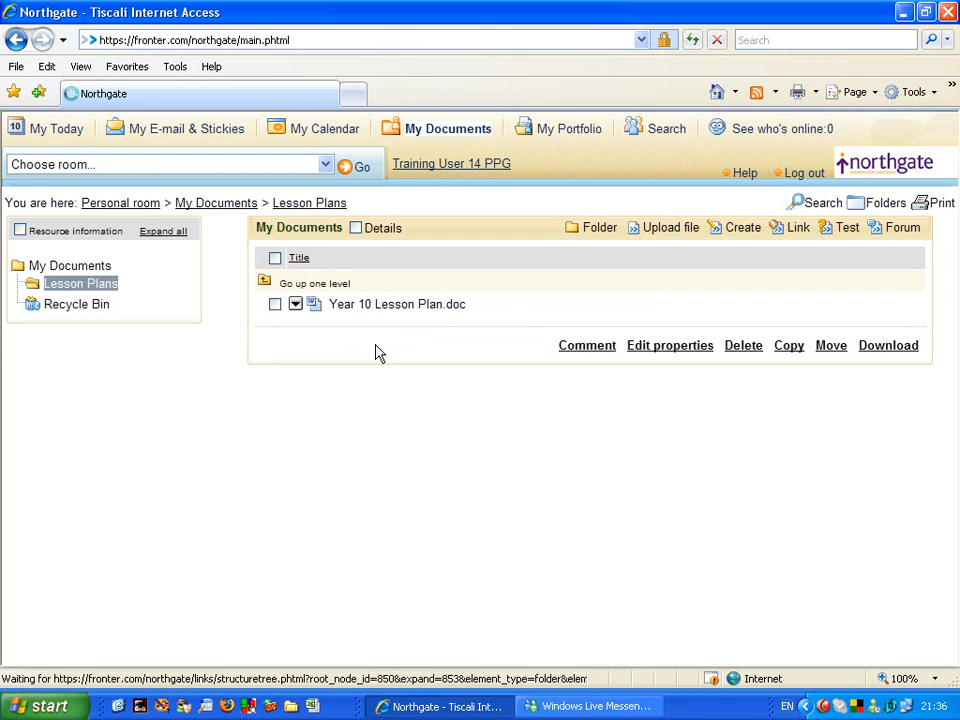 Northgate - Tiscali Internet Access
https://fronter.com/northgate/main.phtml
Search
File Edit View Favorites Tools Help
Northgate
Page Tools
10 My Today My E-mail & Stickies My Calendar My Documents My Portfolio Search See who's online:0
Choose room... Go Training User 14 PPG Help Log out northgate
You are here: Personal room > My Documents > Lesson Plans Search Folders Print
Resource information Expand all
My Documents Details Folder Upload file Create Link Test Forum
Title
My Documents
Lesson Plans
Recycle Bin
Go up one level
Year 10 Lesson Plan.doc
Comment Edit properties Delete Copy Move Download
Waiting for https://fronter.com/northgate/links/structuretree.phtml?root_node_id=850&expand=853&element_type=folder&elem Internet 100%
start Northgate - Tiscali Int... Windows Live Messen... EN 21:36